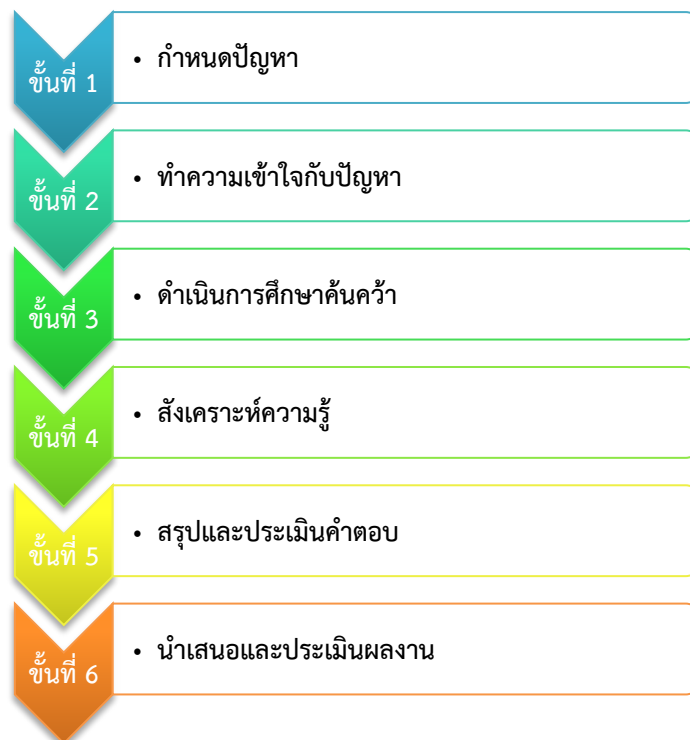 ขั้นที่ 1
• กำหนดปัญหา
ขั้นที่ 2
• ทำความเข้าใจกับปัญหา
ขั้นที่ 3
• ดำเนินการศึกษาค้นคว้า
ขั้นที่ 4
• สังเคราะห์ความรู้
ขั้นที่ 5
• สรุปและประเมินคำตอบ
ขั้นที่ 6
• นำเสนอและประเมินผลงาน